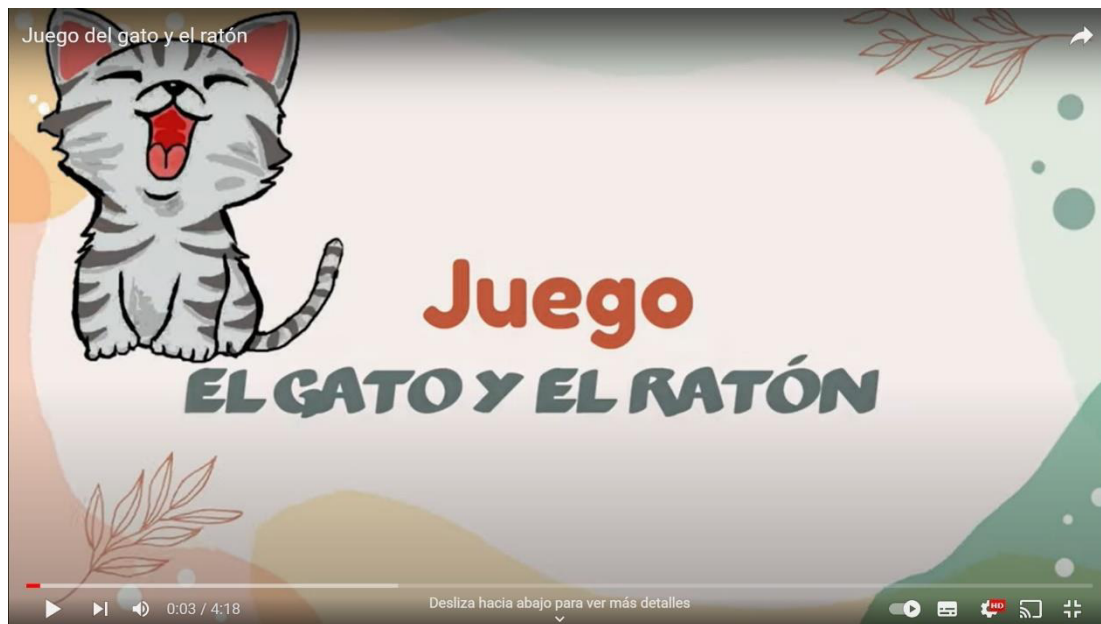 Juego del gato y el ratón
Juego
EL GATO Y EL RATÓN
0:03 / 4:18
Desliza hacia abajo para ver más detalles
HD